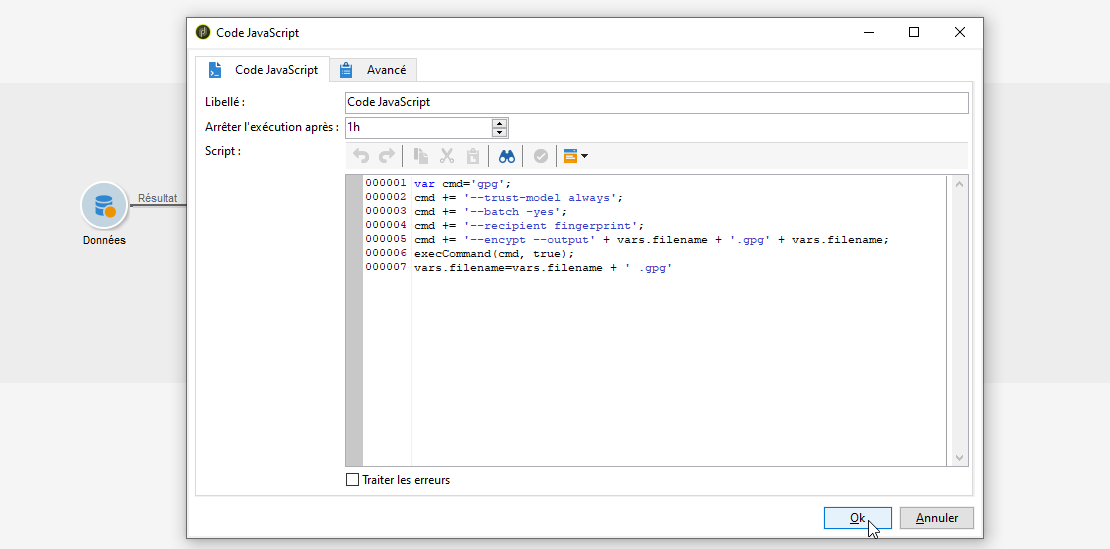 Code JavaScript
Code JavaScript Avancé
Libellé : Code JavaScript
Arrêter l'exécution après : 1h
Script :
000001 var cmd='gpg';
000002 cmd += '--trust-model always';
000003 cmd += '--batch -yes';
000004 cmd += '--recipient fingerprint';
000005 cmd += '--encypt --output' + vars.filename + '.gpg' + vars.filename;
000006 execCommand(cmd, true);
000007 vars.filename=vars.filename + ' .gpg'
Résultat
Données
Traiter les erreurs
Ok Annuler